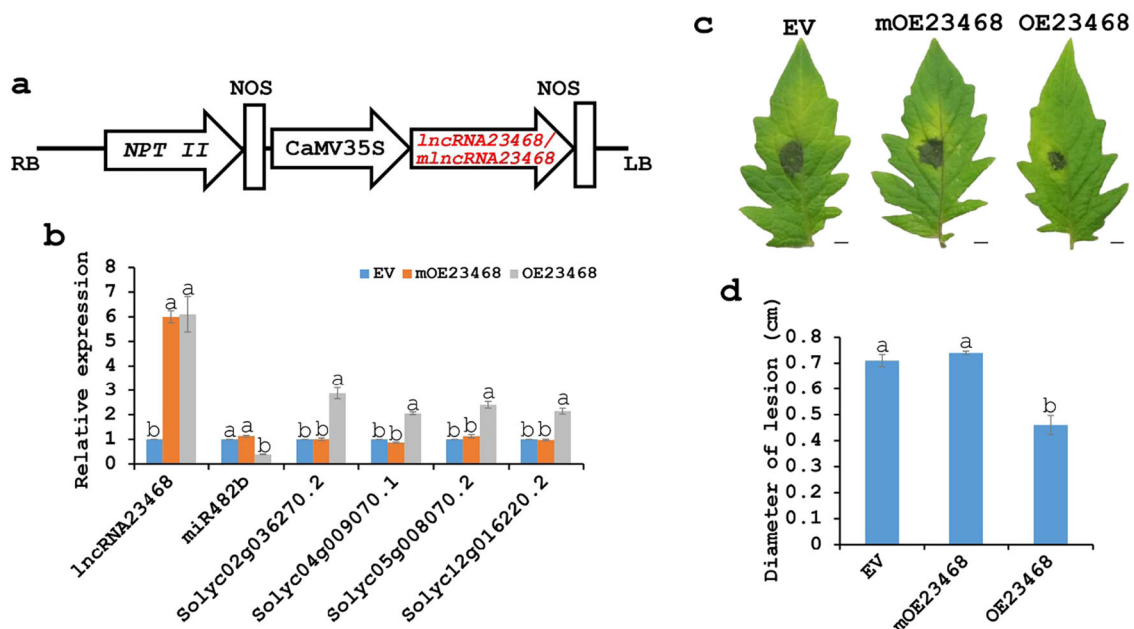 a
NOS
NOS
RB
NPT II
CaMV35S
lncRNA23468/
mlncRNA23468
LB
b
EV
mOE23468
OE23468
Relative expression
8
7
6
5
4
3
2
1
0
b
a
a
a
a
b
b
b
a
b
b
a
b
b
a
b
b
a
lncRNA23468
miR482b
Solyc02g036270.2
Solyc04g009070.1
Solyc05g008070.2
Solyc12g016220.2
c
EV
mOE23468
OE23468
d
Diameter of lesion (cm)
0.8
0.7
0.6
0.5
0.4
0.3
0.2
0.1
0
a
a
b
EV
mOE23468
OE23468